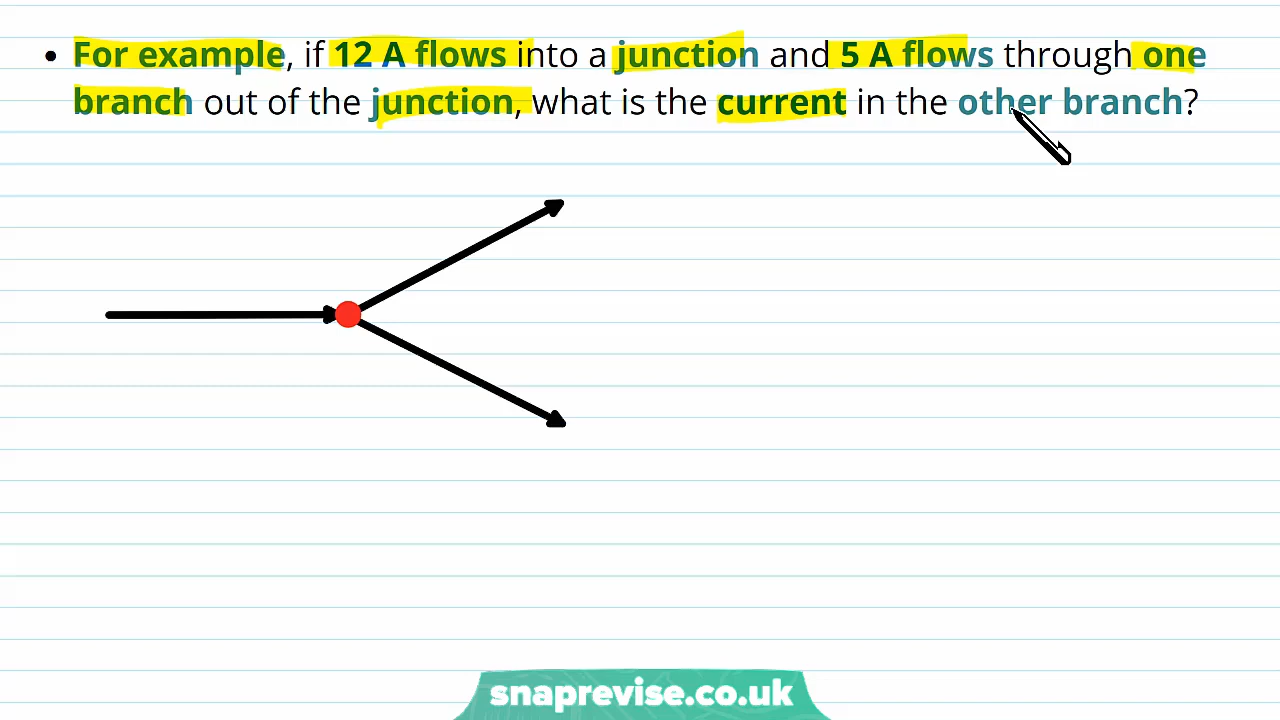 • For example, if 12 A flows into a junction and 5 A flows through one
branch out of the junction, what is the current in the other branch?
snaprevise.co.uk